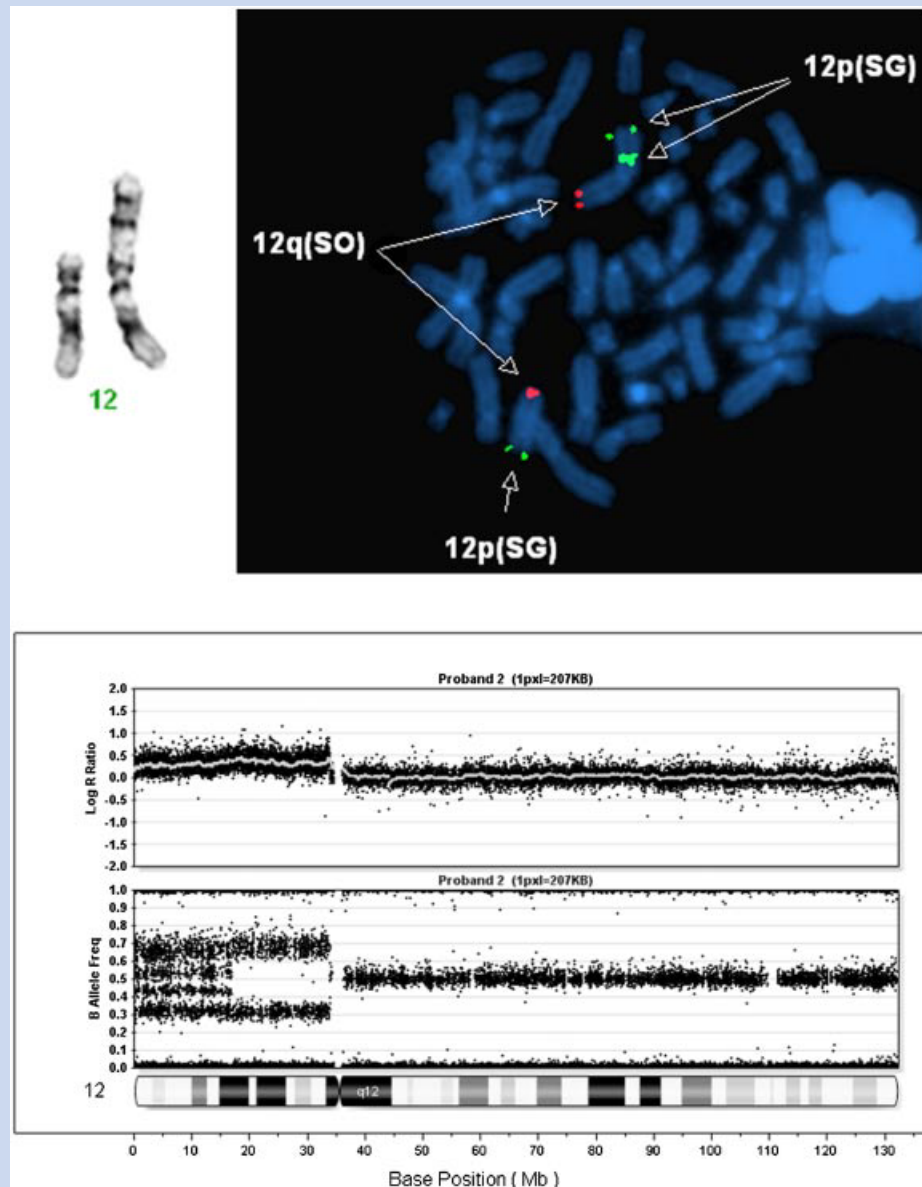 12p(SG)
12q(SO)
12
12p(SG)
Proband 2 (1pxl=207KB)
2.0
1.5
1.0
0.5
0.0
-0.5
-1.0
-1.5
-2.0
Log R Ratio
Proband 2 (1pxl=207KB)
1.0
0.9
0.8
0.7
0.6
0.5
0.4
0.3
0.2
0.1
0.0
B Allele Freq
12
q12
0 10 20 30 40 50 60 70 80 90 100 110 120 130
Base Position ( Mb )